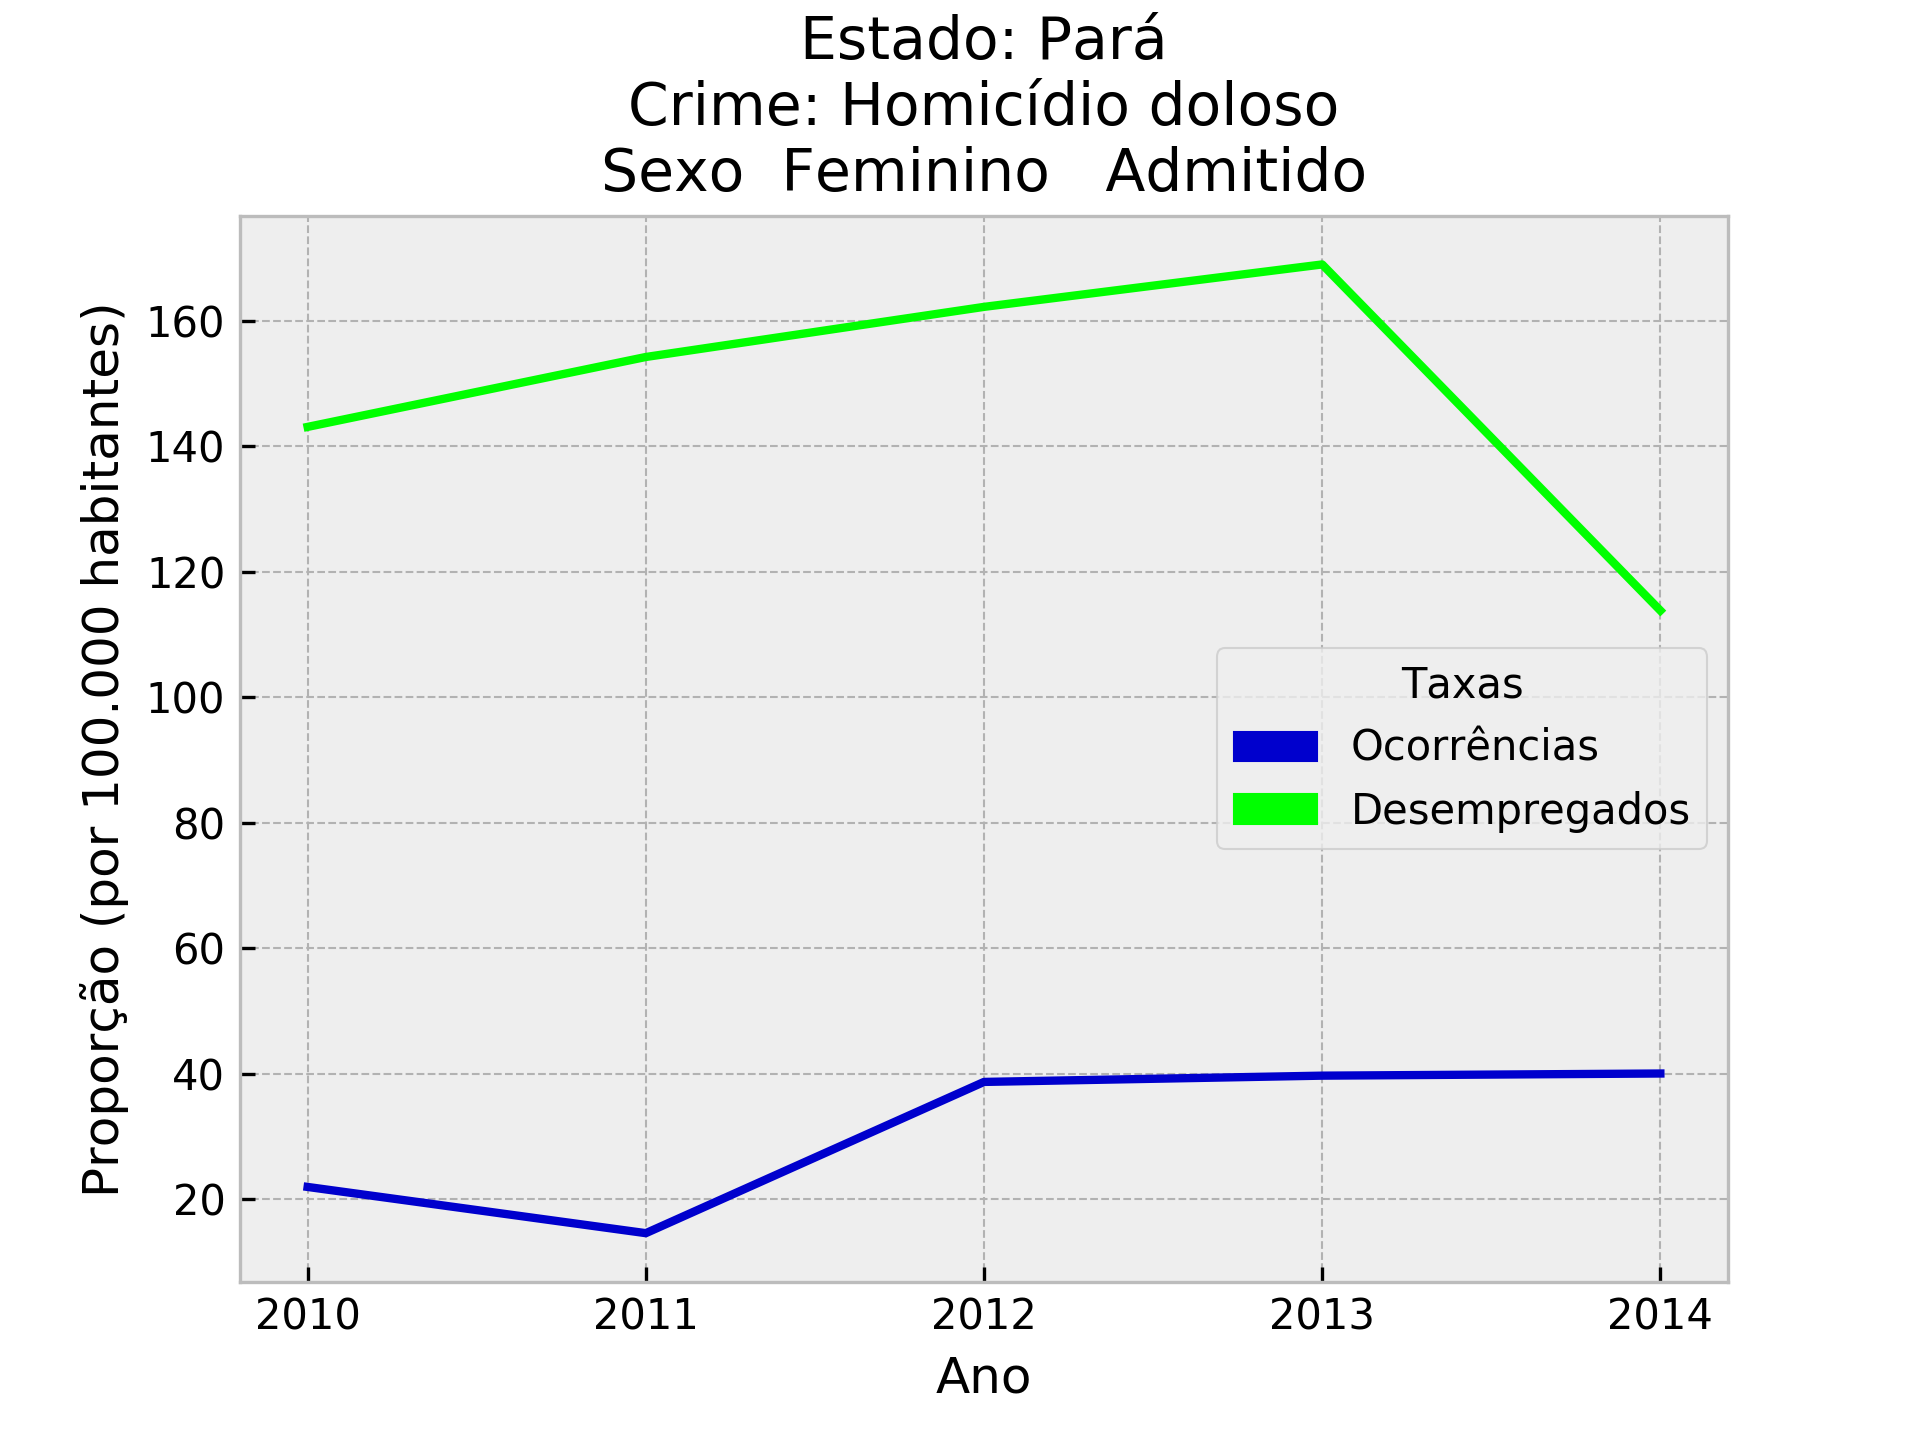 Estado: Pará
Crime: Homicídio doloso
Sexo  Feminino   Admitido
Proporção (por 100.000 habitantes)
160
140
120
100
80
60
40
20
Taxas
Ocorrências
Desempregados
2010 2011 2012 2013 2014
Ano